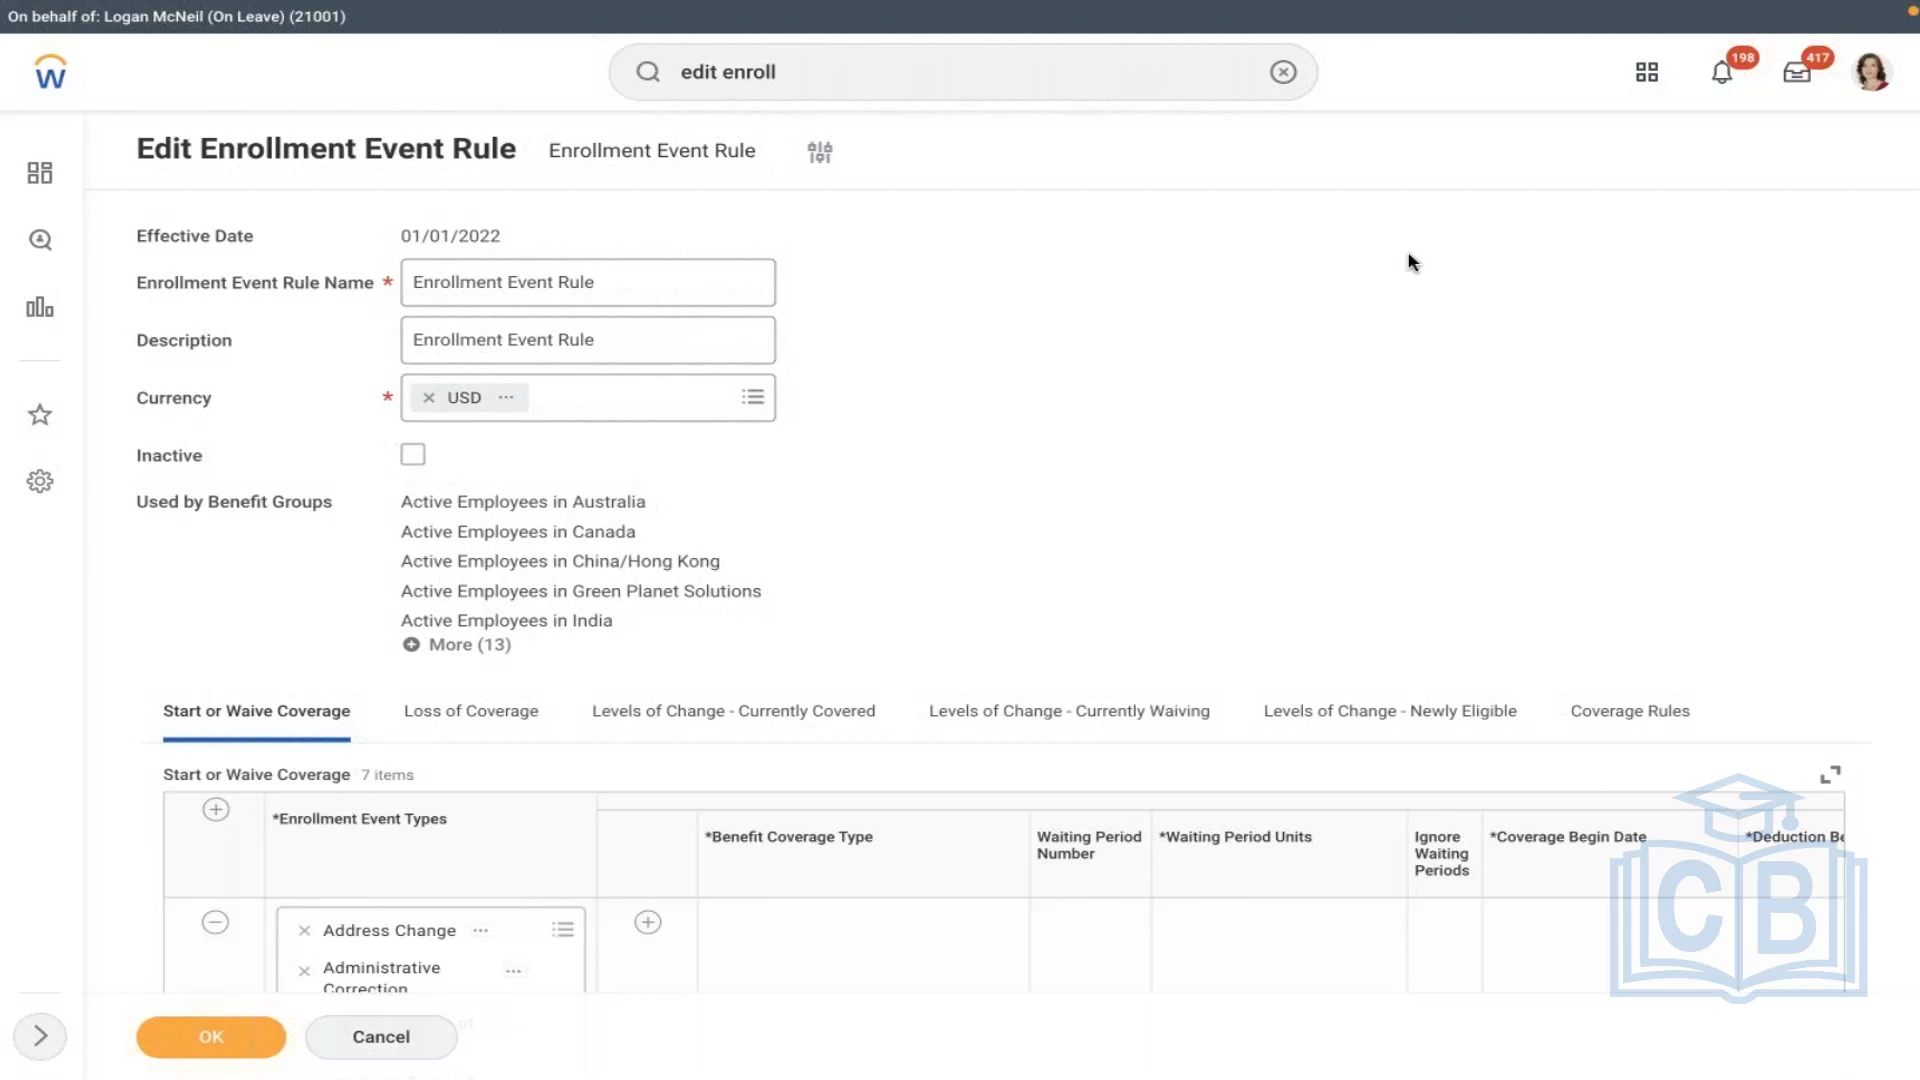 On behalf of: Logan McNeil (On Leave) (21001)
W
edit enroll
198
417
Edit Enrollment Event Rule Enrollment Event Rule
Effective Date 01/01/2022
Enrollment Event Rule Name * Enrollment Event Rule
Description Enrollment Event Rule
Currency * × USD ...
Inactive
Used by Benefit Groups Active Employees in Australia
Active Employees in Canada
Active Employees in China/Hong Kong
Active Employees in Green Planet Solutions
Active Employees in India
More (13)
Start or Waive Coverage Loss of Coverage Levels of Change - Currently Covered Levels of Change - Currently Waiving Levels of Change - Newly Eligible Coverage Rules
Start or Waive Coverage 7 items
*Enrollment Event Types
*Benefit Coverage Type
Waiting Period
Number
*Waiting Period Units
Ignore
Waiting
Periods
*Coverage Begin Date
*Deduction Be
× Address Change ...
× Administrative ...
Correction
CB
OK Cancel